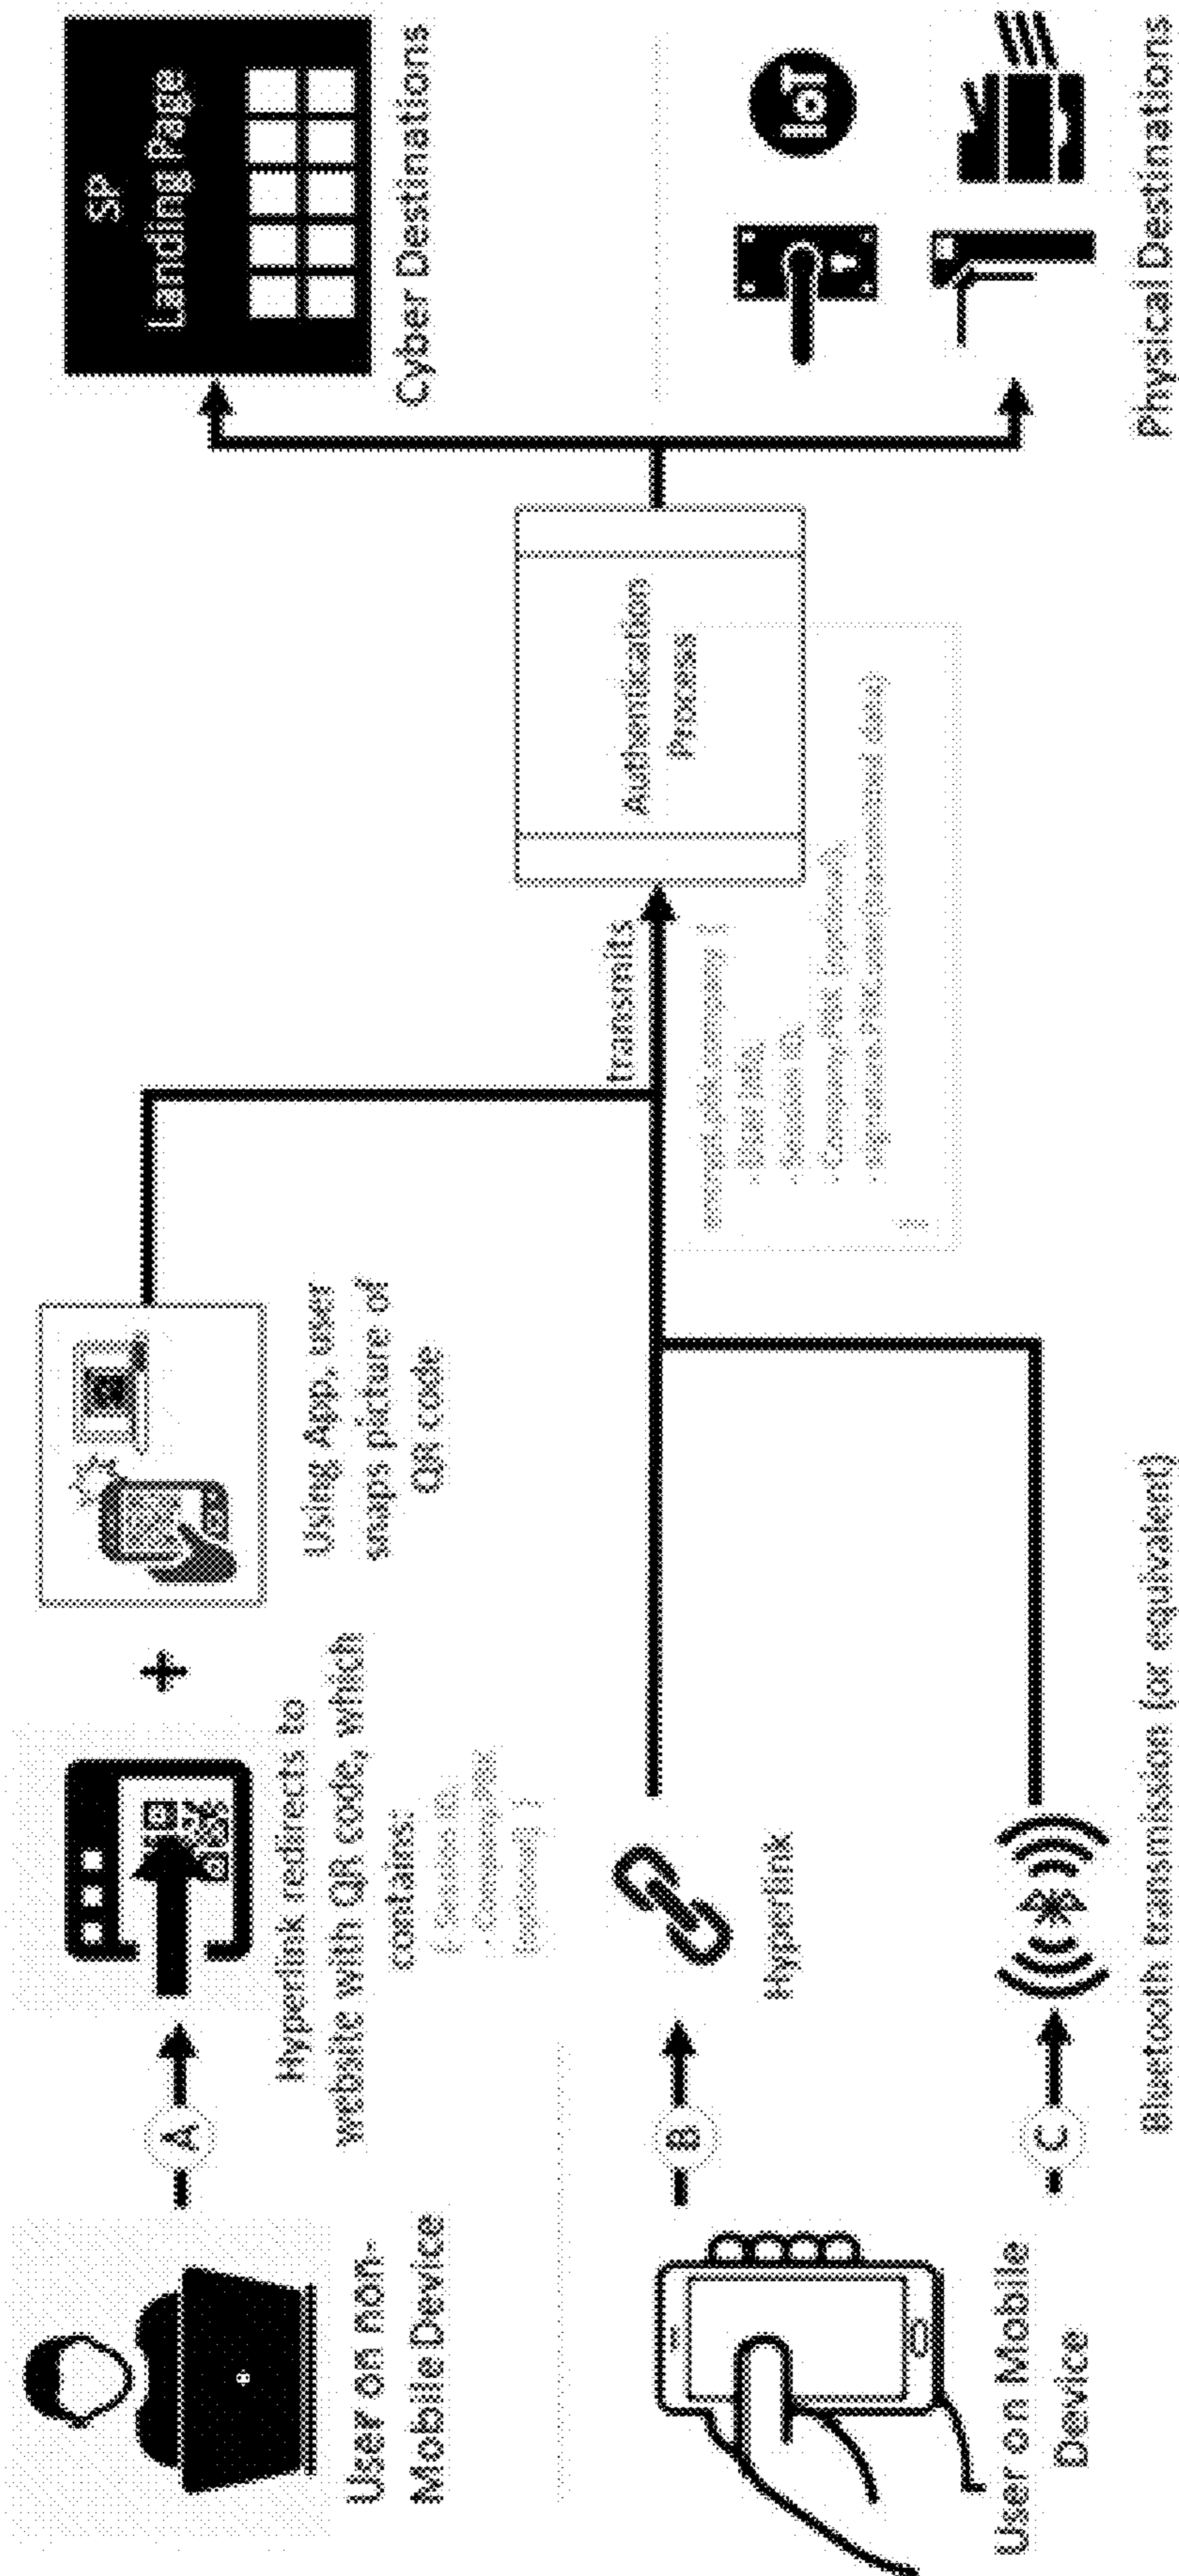 User on non-
Mobile Device
A
Hyperlink redirects to
website with QR code, which
contains:
+
Using App, user
snaps picture of
QR code
User on Mobile
Device
B
Hyperlink
C
Bluetooth transmission (or equivalent)
transmits
Authentication
Process
SP
Landing Page
Cyber Destinations
IoT
Physical Destinations